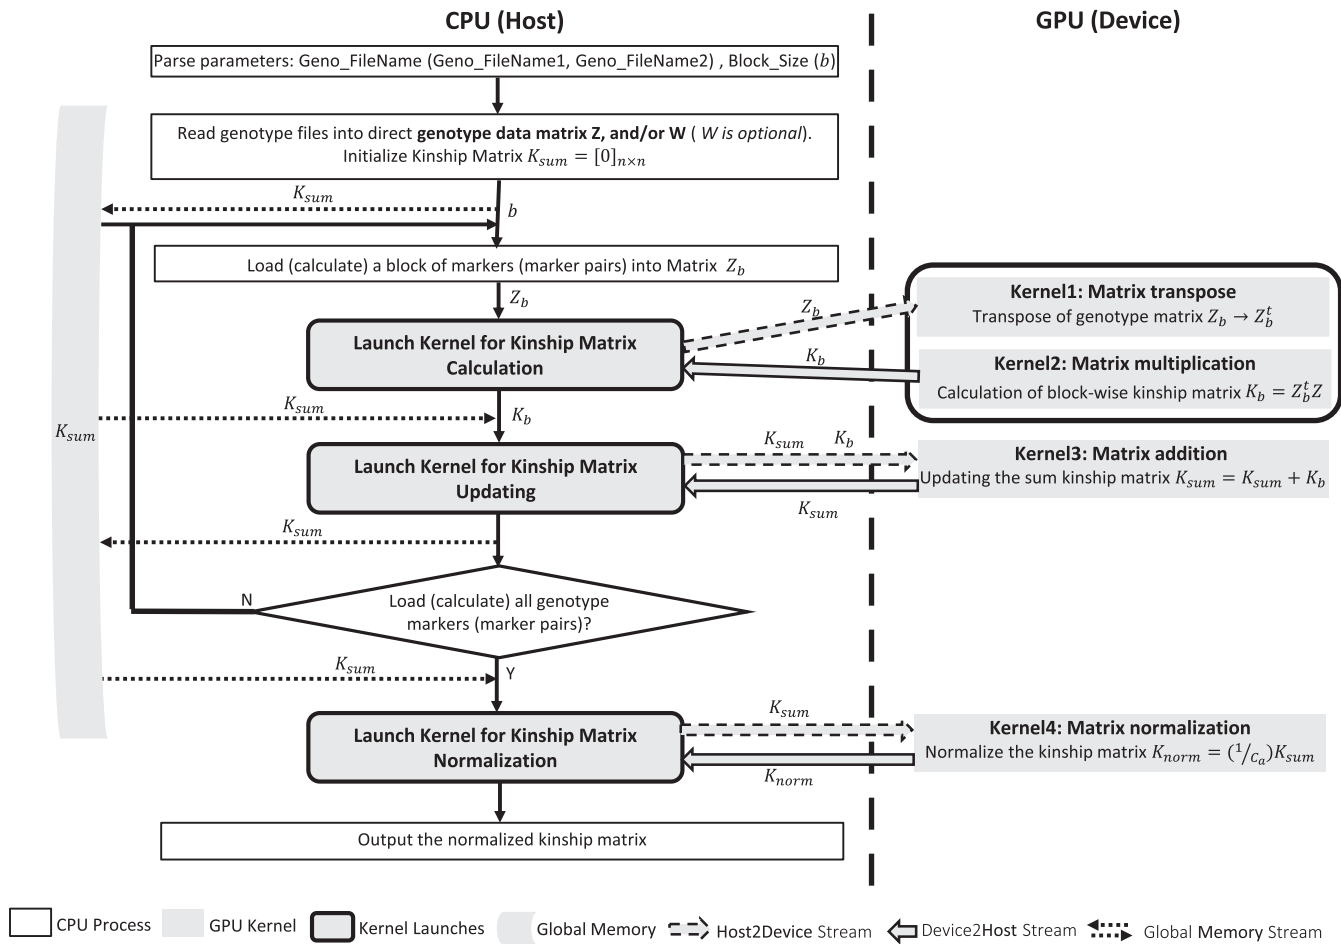 CPU (Host)
GPU (Device)
Parse parameters: Geno_FileName (Geno_FileName1, Geno_FileName2) , Block_Size (b)
Read genotype files into direct genotype data matrix Z, and/or W ( W is optional).
Initialize Kinship Matrix K_sum = [0]_n×n
K_sum
b
Load (calculate) a block of markers (marker pairs) into Matrix Z_b
Z_b
Z_b
Kernel1: Matrix transpose
Transpose of genotype matrix Z_b → Z_b^t
Launch Kernel for Kinship Matrix
Calculation
K_b
Kernel2: Matrix multiplication
Calculation of block-wise kinship matrix K_b = Z_b^t Z
K_sum
K_b
K_sum
K_sum
K_b
Launch Kernel for Kinship Matrix
Updating
Kernel3: Matrix addition
Updating the sum kinship matrix K_sum = K_sum + K_b
K_sum
K_sum
N
Load (calculate) all genotype
markers (marker pairs)?
K_sum
Y
Launch Kernel for Kinship Matrix
Normalization
K_sum
K_norm
Kernel4: Matrix normalization
Normalize the kinship matrix K_norm = (1/C_a)K_sum
Output the normalized kinship matrix
CPU Process
GPU Kernel
Kernel Launches
Global Memory
Host2Device Stream
Device2Host Stream
Global Memory Stream